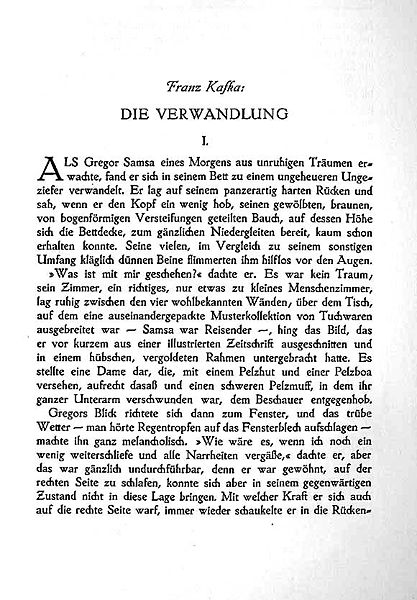 Franz Kafka:
DIE VERWANDLUNG
I.
ALS Gregor Samsa eines Morgens aus unruhigen Träumen er-
wachte, fand er sich in seinem Bett zu einem ungeheueren Unge-
ziefer verwandelt. Er lag auf seinem panzerartig harten Rücken und
sah, wenn er den Kopf ein wenig hob, seinen gewölbten, braunen,
von bogenförmigen Versteifungen geteilten Bauch, auf dessen Höhe
sich die Bettdecke, zum gänzlichen Niedergleiten bereit, kaum noch
erhalten konnte. Seine vielen, im Vergleich zu seinem sonstigen
Umfang kläglich dünnen Beine flimmerten ihm hilflos vor den Augen.
»Was ist mit mir geschehen?« dachte er. Es war kein Traum,
sein Zimmer, ein richtiges, nur etwas zu kleines Menschenzimmer,
lag ruhig zwischen den vier wohlbekannten Wänden, über dem Tisch,
auf dem eine auseinandergepackte Musterkollektion von Tuchwaren
ausgebreitet war — Samsa war Reisender —, hing das Bild, das
er vor kurzem aus einer illustrierten Zeitschrift ausgeschnitten und
in einem hübschen, vergoldeten Rahmen untergebracht hatte. Es
stellte eine Dame dar, die, mit einem Pelzhut und einer Pelzboa
versehen, aufrecht dasaß und einen schweren Pelzmuff, in dem ihr
ganzer Unterarm verschwunden war, dem Beschauer entgegenhob.
Gregors Blick richtete sich dann zum Fenster, und das trübe
Wetter — man hörte Regentropfen auf das Fensterblech aufschlagen —
machte ihn ganz melancholisch. »Wie wäre es, wenn ich noch ein
wenig weiterschliefe und alle Narrheiten vergäße,« dachte er, aber
das war gänzlich undurchführbar, denn er war gewöhnt, auf der
rechten Seite zu schlafen, konnte sich aber in seinem gegenwärtigen
Zustand nicht in diese Lage bringen. Mit welcher Kraft er sich auch
auf die rechte Seite warf, immer wieder schaukelte er in die Rücken-